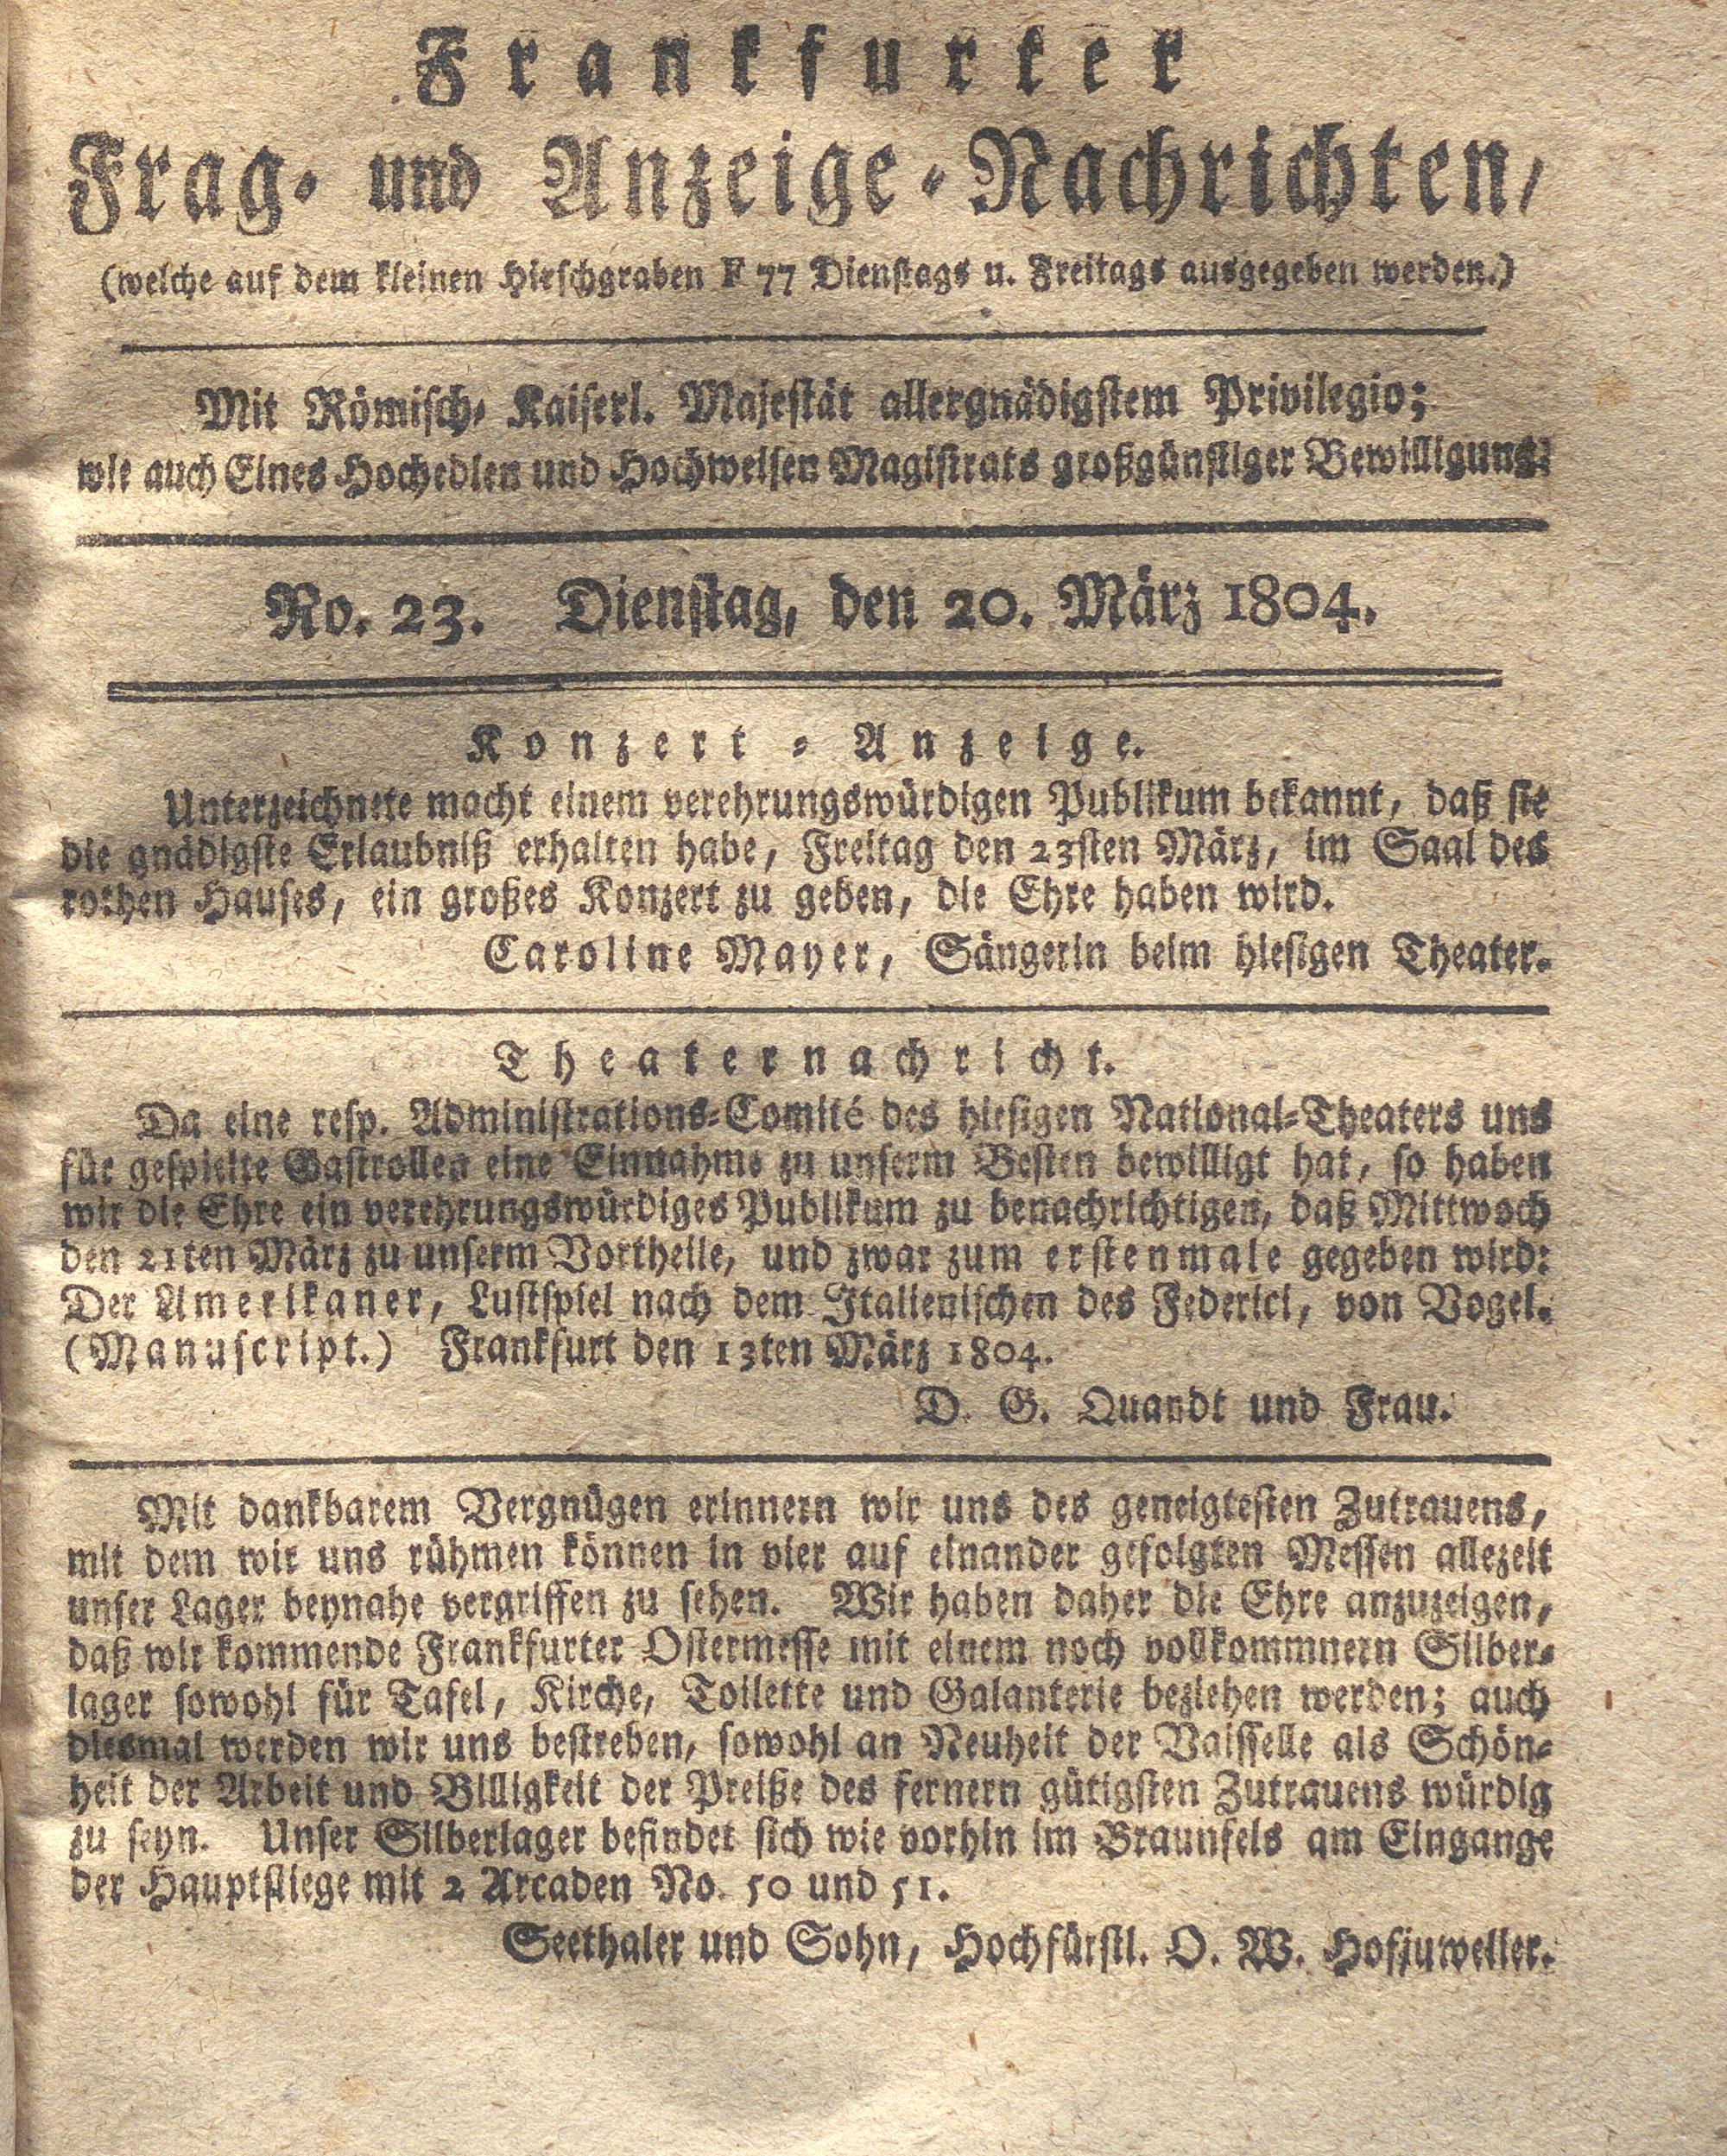 Frankfurter
Frag- und Anzeige-Nachrichten,
(welche auf dem kleinen Hirschgraben F 77 Dienstags u. Freitags ausgegeben werden.)
Mit Römisch- Kaiserl. Majestät allergnädigstem Privilegio;
wie auch Eines Hochedlen und Hochweisen Magistrats großgünstiger Bewilligung.
No. 23. Dienstag, den 20. März 1804.
Konzert-Anzeige.
Unterzeichnete macht einem verehrungswürdigen Publikum bekannt, daß sie
die gnädigste Erlaubniß erhalten habe, Freitag den 23sten März, im Saal des
rothen Hauses, ein großes Konzert zu geben, die Ehre haben wird.
Caroline Mayer, Sängerin beim hiesigen Theater.
Theaternachricht.
Da eine resp. Administrations-Comité des hiesigen National-Theaters uns
für gespielte Gastrollen eine Einnahme zu unserm Besten bewilligt hat, so haben
wir die Ehre ein verehrungswürdiges Publikum zu benachrichtigen, daß Mittwoch
den 21ten März zu unserm Vortheile, und zwar zum erstenmale gegeben wird:
Der Amerikaner, Lustspiel nach dem Italienischen des Federici, von Vogel.
(Manuscript.) Frankfurt den 13ten März 1804.
D. G. Quandt und Frau.
Mit dankbarem Vergnügen erinnern wir uns des geneigtesten Zutrauens,
mit dem wir uns rühmen können in vier auf einander gefolgten Messen allezeit
unser Lager beynahe vergriffen zu sehen. Wir haben daher die Ehre anzuzeigen,
daß wir kommende Frankfurter Ostermesse mit einem noch vollkommnern Silber-
lager sowohl für Tafel, Kirche, Toilette und Galanterie beziehen werden; auch
diesmal werden wir uns bestreben, sowohl an Neuheit der Vaisselle als Schön-
heit der Arbeit und Billigkeit der Preiße des fernern gütigsten Zutrauens würdig
zu seyn. Unser Silberlager befindet sich wie vorhin im Braunfels am Eingange
der Hauptstiege mit 2 Arcaden No. 50 und 51.
Seethaler und Sohn, Hochfürstl. O. W. Hofjuwelier.